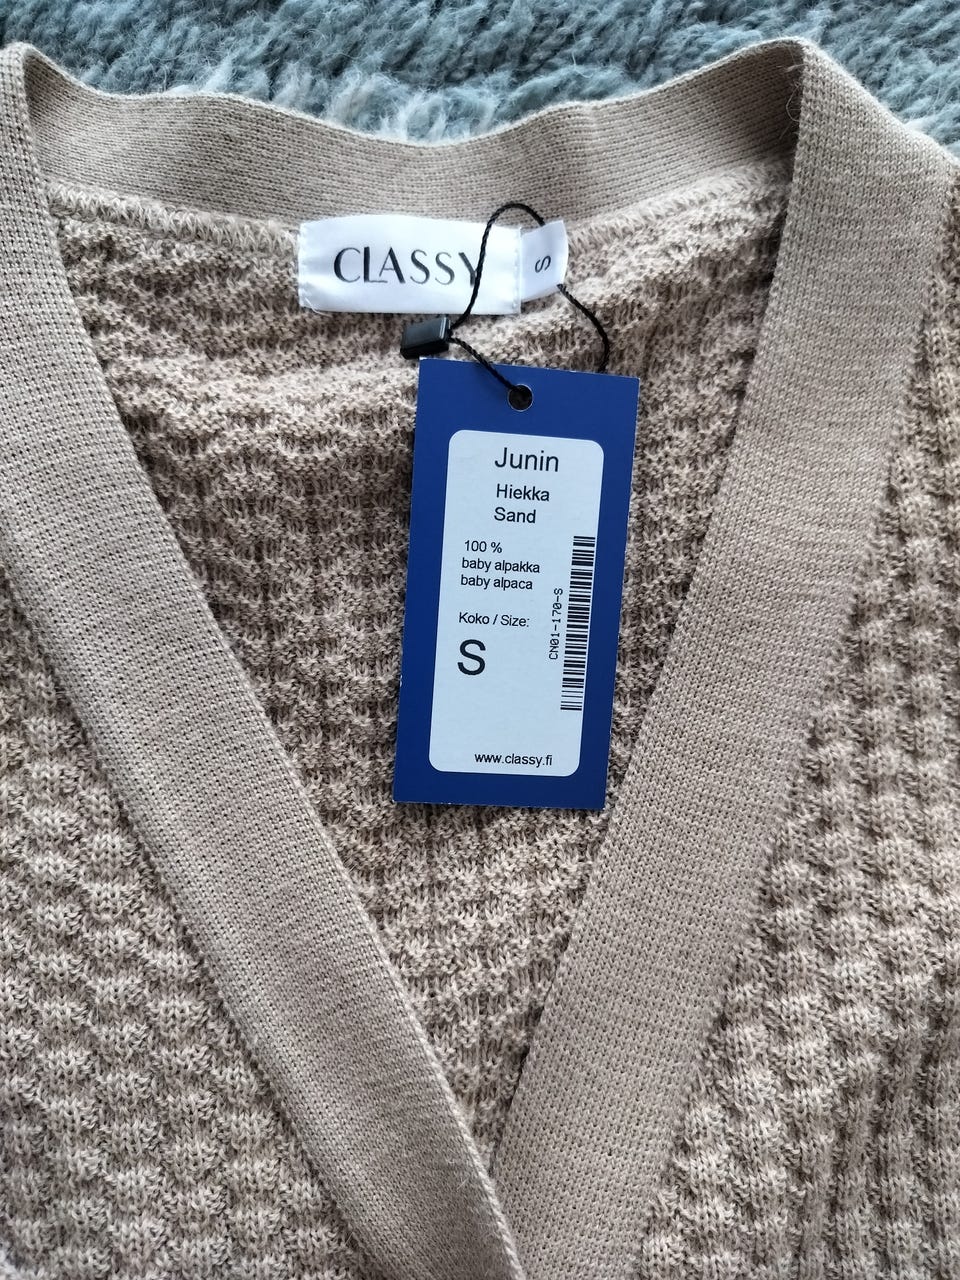 CLASSY
S
Junin
Hiekka
Sand
100 %
baby alpakka
baby alpaca
Koko / Size:
S
CN01-170-S
www.classy.fi